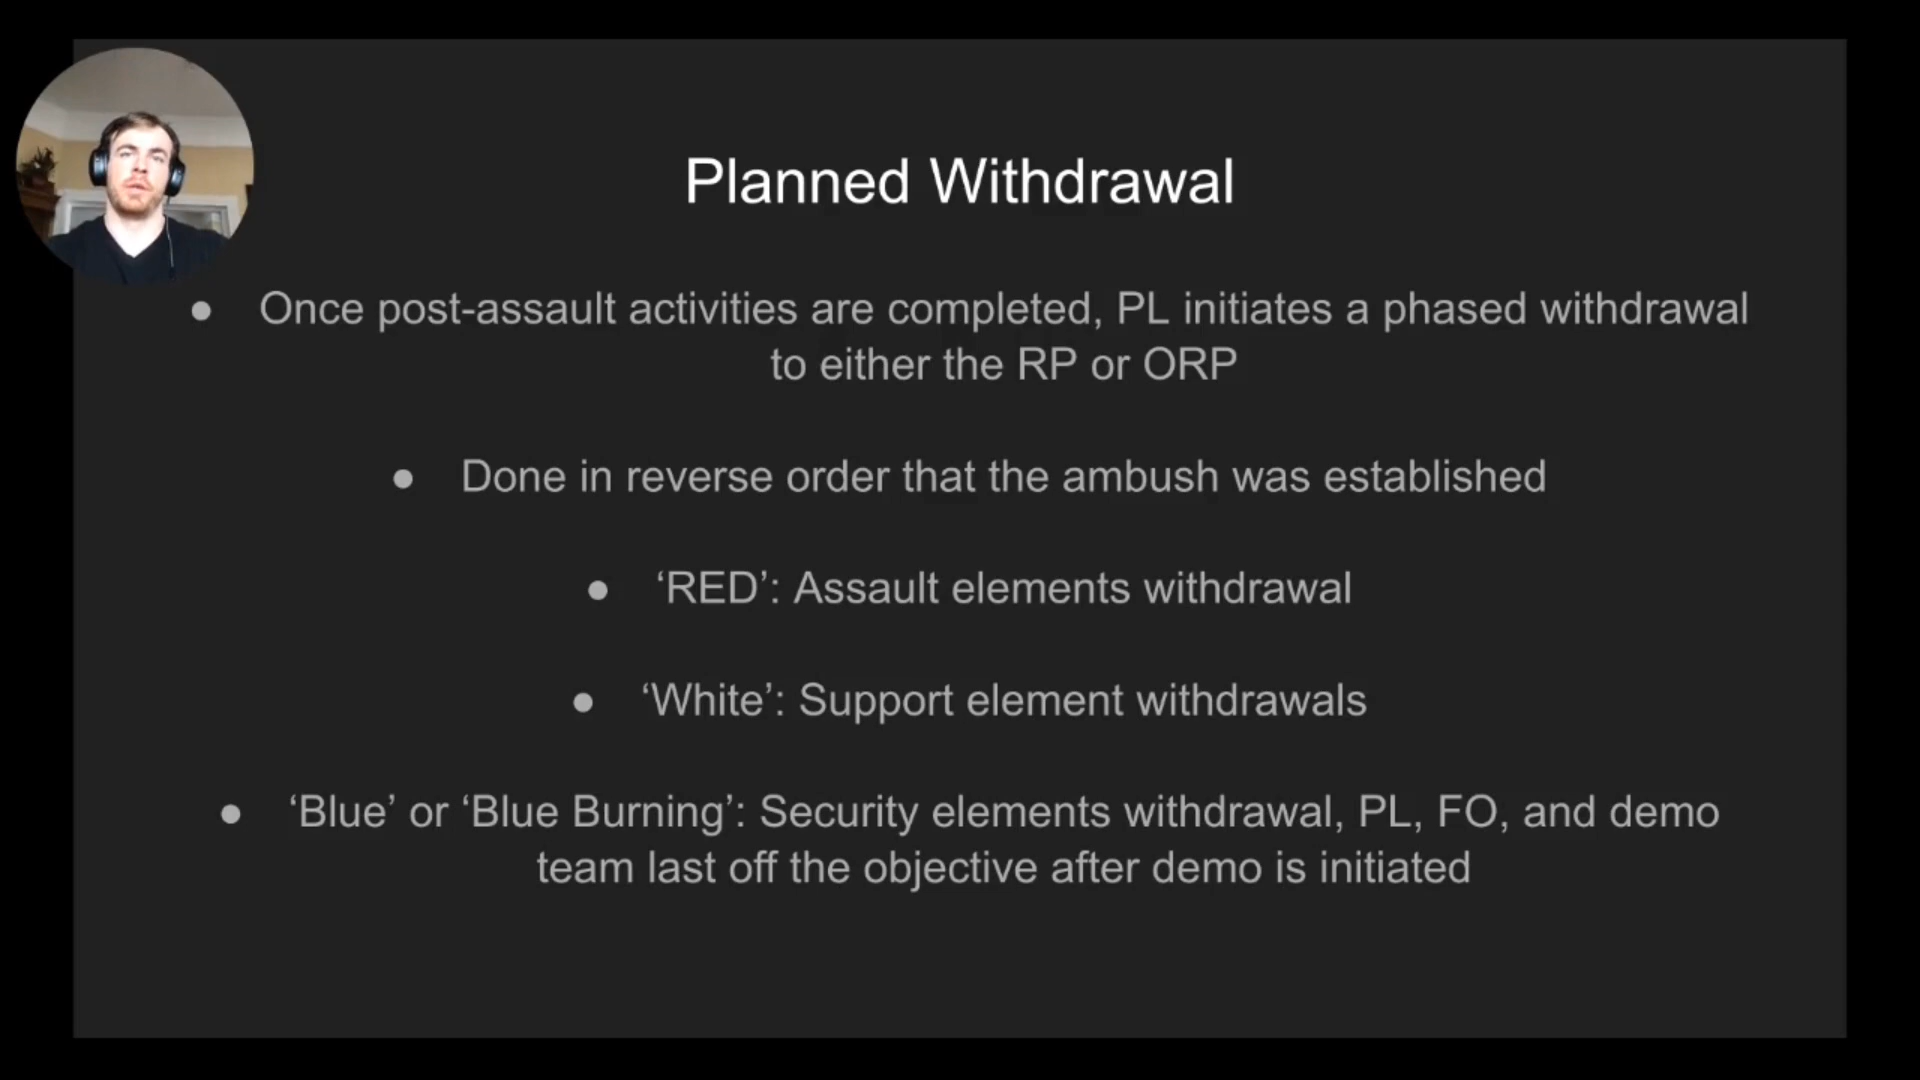 Planned Withdrawal
● Once post-assault activities are completed, PL initiates a phased withdrawal
to either the RP or ORP
● Done in reverse order that the ambush was established
● ‘RED’: Assault elements withdrawal
● ‘White’: Support element withdrawals
● ‘Blue’ or ‘Blue Burning’: Security elements withdrawal, PL, FO, and demo
team last off the objective after demo is initiated